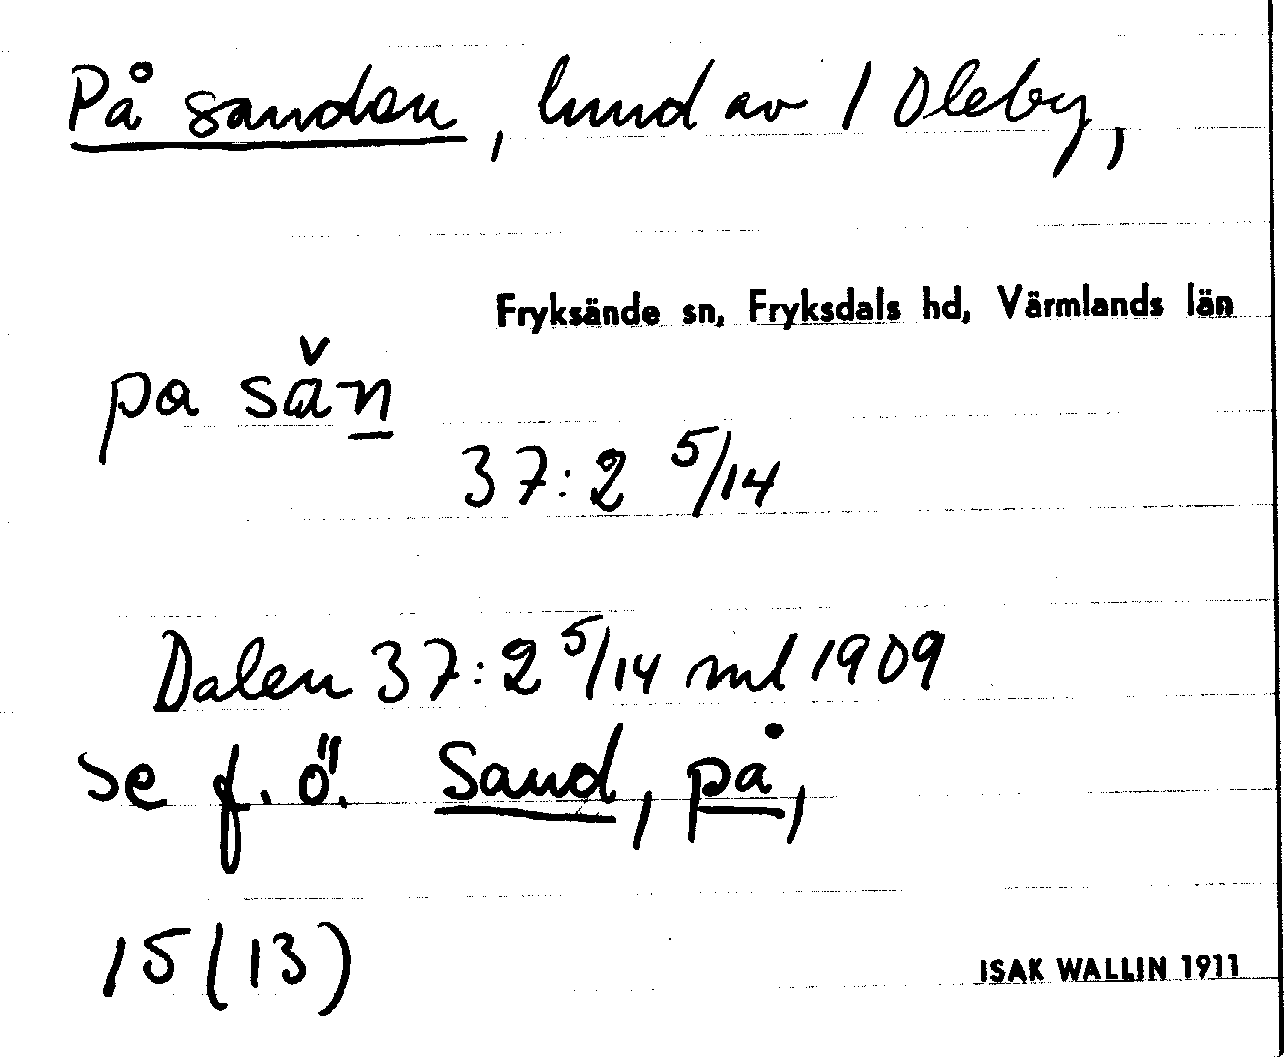 På sanden, lund av 1 Oleby,
Fryksände sn, Fryksdals hd, Värmlands län
pa sǎn
37:2 5/14
Dalen 37:2 5/14 ml 1909
se f. ö. Sand, på,
15(13)
ISAK WALLIN 1911